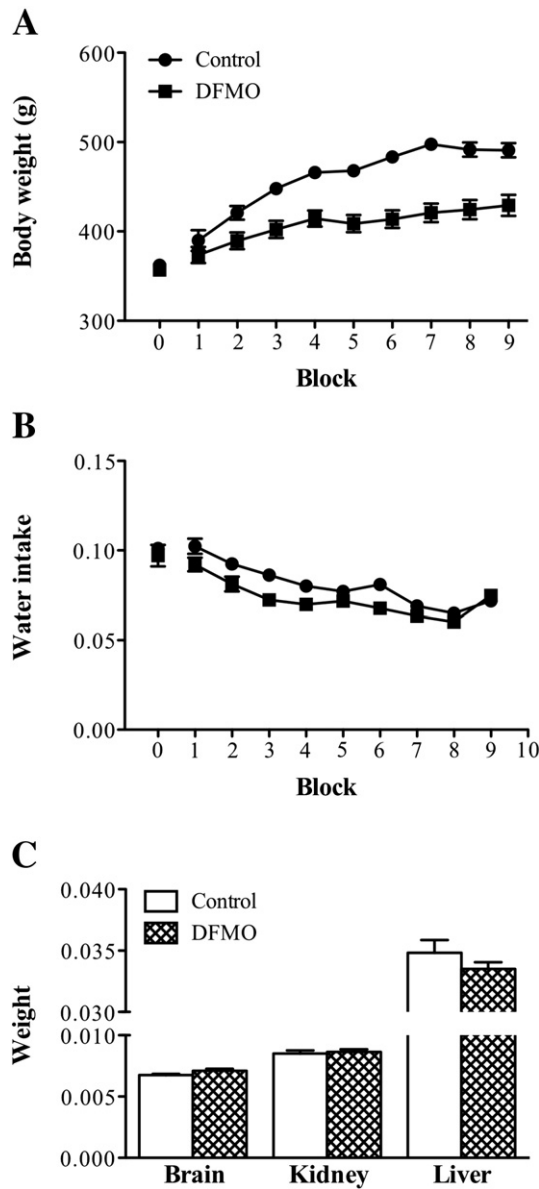 A
600
500
400
300
Body weight (g)
Control
DFMO
0 1 2 3 4 5 6 7 8 9
Block
B
0.15
0.10
0.05
0.00
Water intake
0 1 2 3 4 5 6 7 8 9 10
Block
C
0.040
0.035
0.030
0.010
0.005
0.000
Weight
Control
DFMO
Brain Kidney Liver